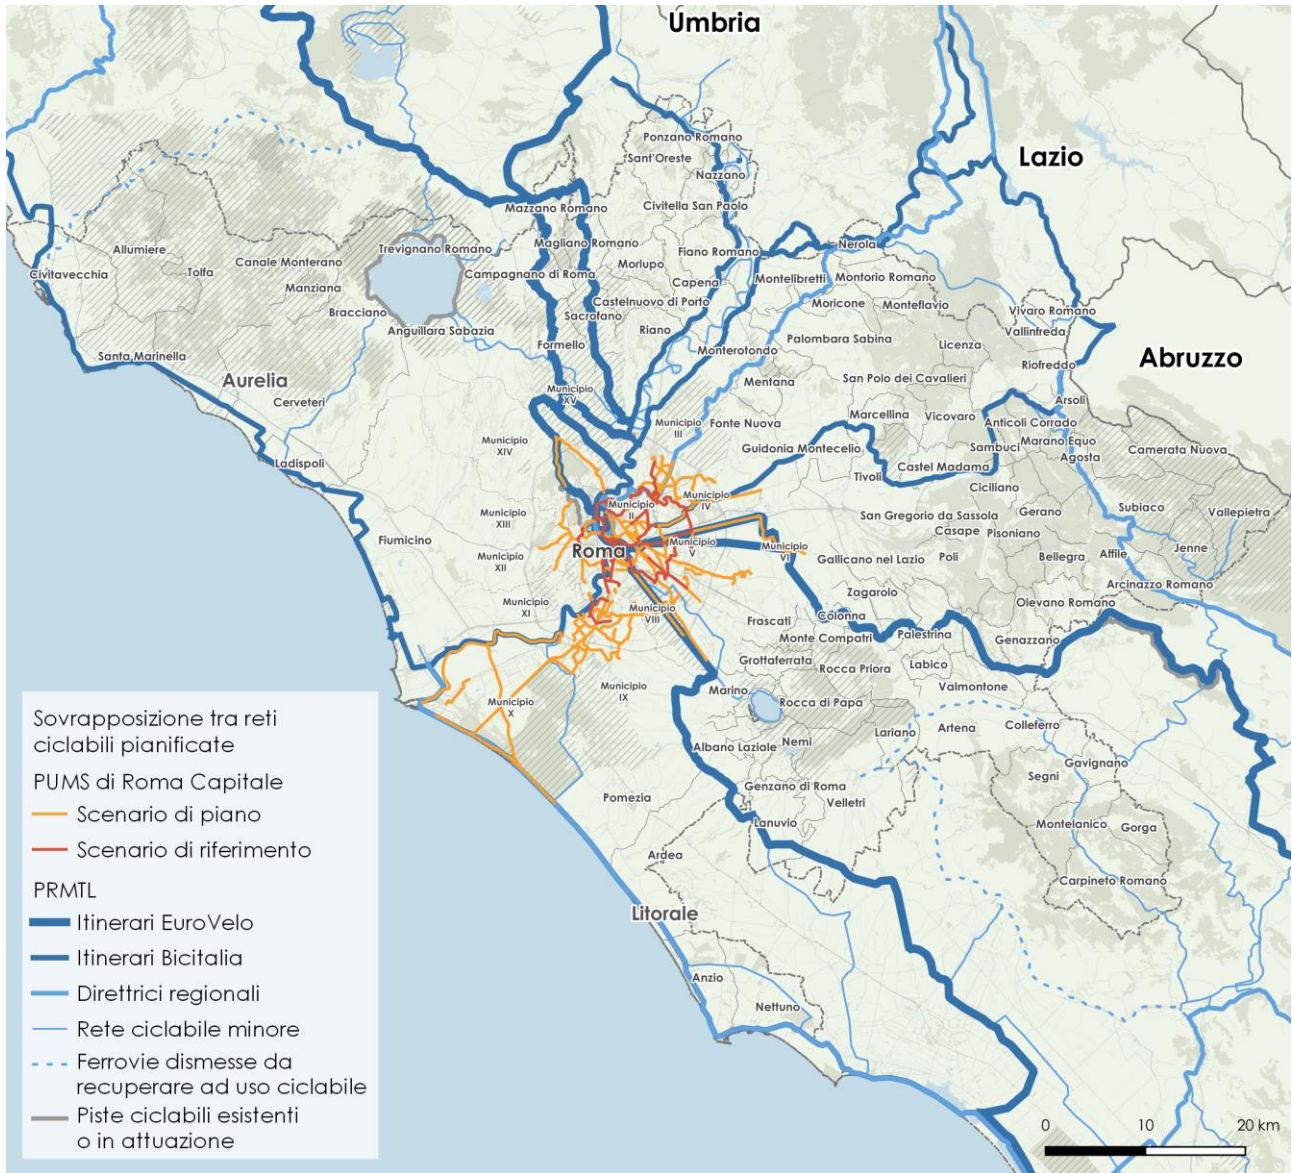 Umbria
Ponzano Romano
Sant'Oreste
Lazio
Nazzano
Mazzano Romano
Civitella San Paolo
Allumiere
Trevignano Romano
Magliano Romano
Fiano Romano
Nerola
Canale Monterano
Morlupo
Civitavecchia
Tolfa
Campagnano di Roma
Capena
Montelibretti
Montorio Romano
Manziana
Castelnuovo di Porto
Moricone
Monteflavio
Bracciano
Sacrofano
Vivaro Romano
Anguillara Sabazia
Riano
Vallinfreda
Formello
Palombara Sabina
Licenza
Santa Marinella
Monterotondo
Abruzzo
Riofreddo
Aurelia
Municipio
XV
Mentana
San Polo dei Cavalieri
Cerveteri
Arsoli
Municipio
III
Fonte Nuova
Marcellina
Vicovaro
Anticoli Corrado
Municipio
XIV
Guidonia Montecelio
Sambuci
Marano Equo
Agosta
Camerata Nuova
Ladispoli
Tivoli
Castel Madama
Ciciliano
Municipio
IV
Municipio
II
Municipio
XIII
San Gregorio da Sassola
Gerano
Subiaco
Vallepietra
Fiumicino
Casape
Pisoniano
Roma
Municipio
V
Municipio
VI
Jenne
Municipio
XII
Gallicano nel Lazio
Poli
Bellegra
Affile
Arcinazzo Romano
Zagarolo
Municipio
XI
Municipio
VIII
Olevano Romano
Frascati
Colonna
Monte Compatri
Palestrina
Genazzano
Grottaferrata
Rocca Priora
Labico
Municipio
IX
Marino
Valmontone
Municipio
X
Rocca di Papa
Colleferro
Artena
Lariano
Albano Laziale
Nemi
Gavignano
Segni
Genzano di Roma
Pomezia
Velletri
Lanuvio
Montelanico
Gorga
Ardea
Carpineto Romano
Litorale
Anzio
Nettuno
Sovrapposizione tra reti
ciclabili pianificate
PUMS di Roma Capitale
Scenario di piano
Scenario di riferimento
PRMTL
Itinerari EuroVelo
Itinerari Bicitalia
Direttrici regionali
Rete ciclabile minore
Ferrovie dismesse da
recuperare ad uso ciclabile
Piste ciclabili esistenti
o in attuazione
0 10 20 km